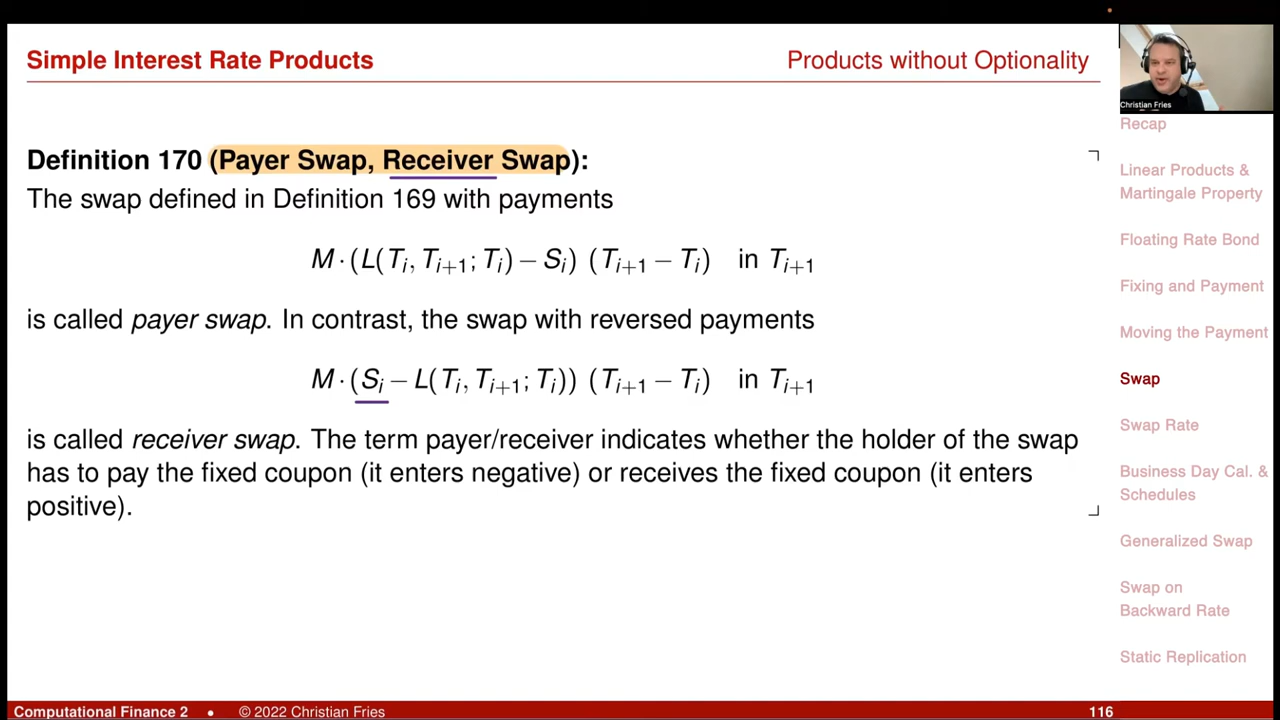 Simple Interest Rate Products
Products without Optionality
Christian Fries
Definition 170 (Payer Swap, Receiver Swap):
The swap defined in Definition 169 with payments
M · (L(T_i, T_{i+1}; T_i) − S_i) (T_{i+1} − T_i) in T_{i+1}
is called payer swap. In contrast, the swap with reversed payments
M · (S_i − L(T_i, T_{i+1}; T_i)) (T_{i+1} − T_i) in T_{i+1}
is called receiver swap. The term payer/receiver indicates whether the holder of the swap
has to pay the fixed coupon (it enters negative) or receives the fixed coupon (it enters
positive).
Recap
Linear Products &
Martingale Property
Floating Rate Bond
Fixing and Payment
Moving the Payment
Swap
Swap Rate
Business Day Cal. &
Schedules
Generalized Swap
Swap on
Backward Rate
Static Replication
Computational Finance 2 • © 2022 Christian Fries
116